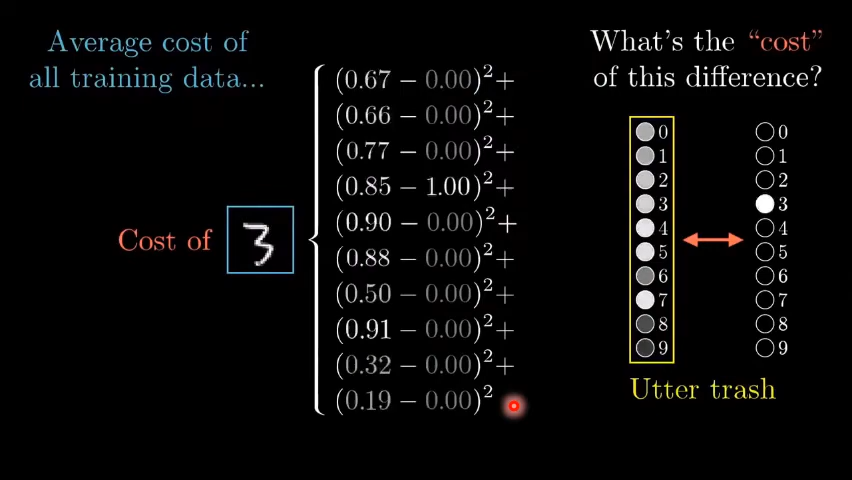 Average cost of
all training data...
Cost of
3
(0.67 − 0.00)²+
(0.66 − 0.00)²+
(0.77 − 0.00)²+
(0.85 − 1.00)²+
(0.90 − 0.00)²+
(0.88 − 0.00)²+
(0.50 − 0.00)²+
(0.91 − 0.00)²+
(0.32 − 0.00)²+
(0.19 − 0.00)²
What's the “cost”
of this difference?
0 0
1 1
2 2
3 3
4 4
5 5
6 6
7 7
8 8
9 9
Utter trash